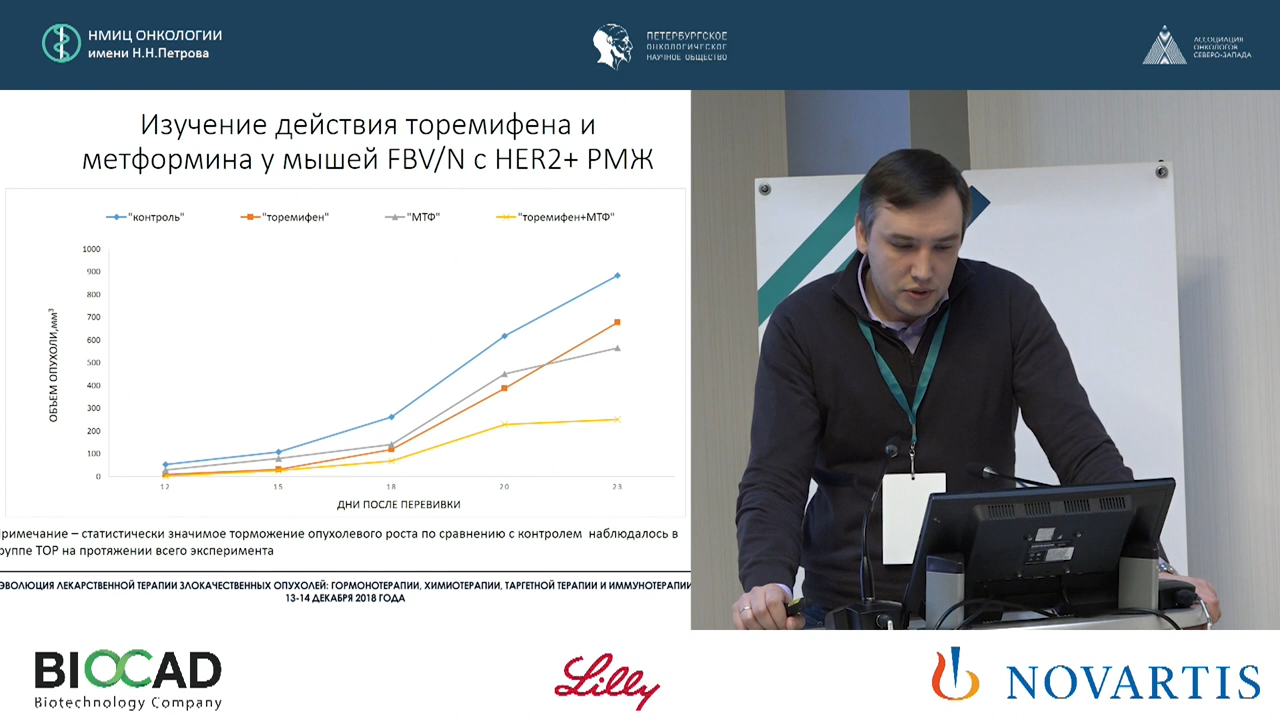 НМИЦ ОНКОЛОГИИ
имени Н.Н.Петрова
ПЕТЕРБУРГСКОЕ
ОНКОЛОГИЧЕСКОЕ
НАУЧНОЕ ОБЩЕСТВО
АССОЦИАЦИЯ
ОНКОЛОГОВ
СЕВЕРО-ЗАПАДА
Изучение действия торемифена и
метформина у мышей FBV/N с HER2+ РМЖ
"контроль" "торемифен" "МТФ" "торемифен+МТФ"
ОБЪЕМ ОПУХОЛИ,мм³
1000
900
800
700
600
500
400
300
200
100
0
12 15 18 20 23
ДНИ ПОСЛЕ ПЕРЕВИВКИ
римечание – статистически значимое торможение опухолевого роста по сравнению с контролем наблюдалось в
руппе ТОР на протяжении всего эксперимента
ЭВОЛЮЦИЯ ЛЕКАРСТВЕННОЙ ТЕРАПИИ ЗЛОКАЧЕСТВЕННЫХ ОПУХОЛЕЙ: ГОРМОНОТЕРАПИИ, ХИМИОТЕРАПИИ, ТАРГЕТНОЙ ТЕРАПИИ И ИММУНОТЕРАПИИ
13-14 ДЕКАБРЯ 2018 ГОДА
BIOCAD
Biotechnology Company
Lilly
NOVARTIS